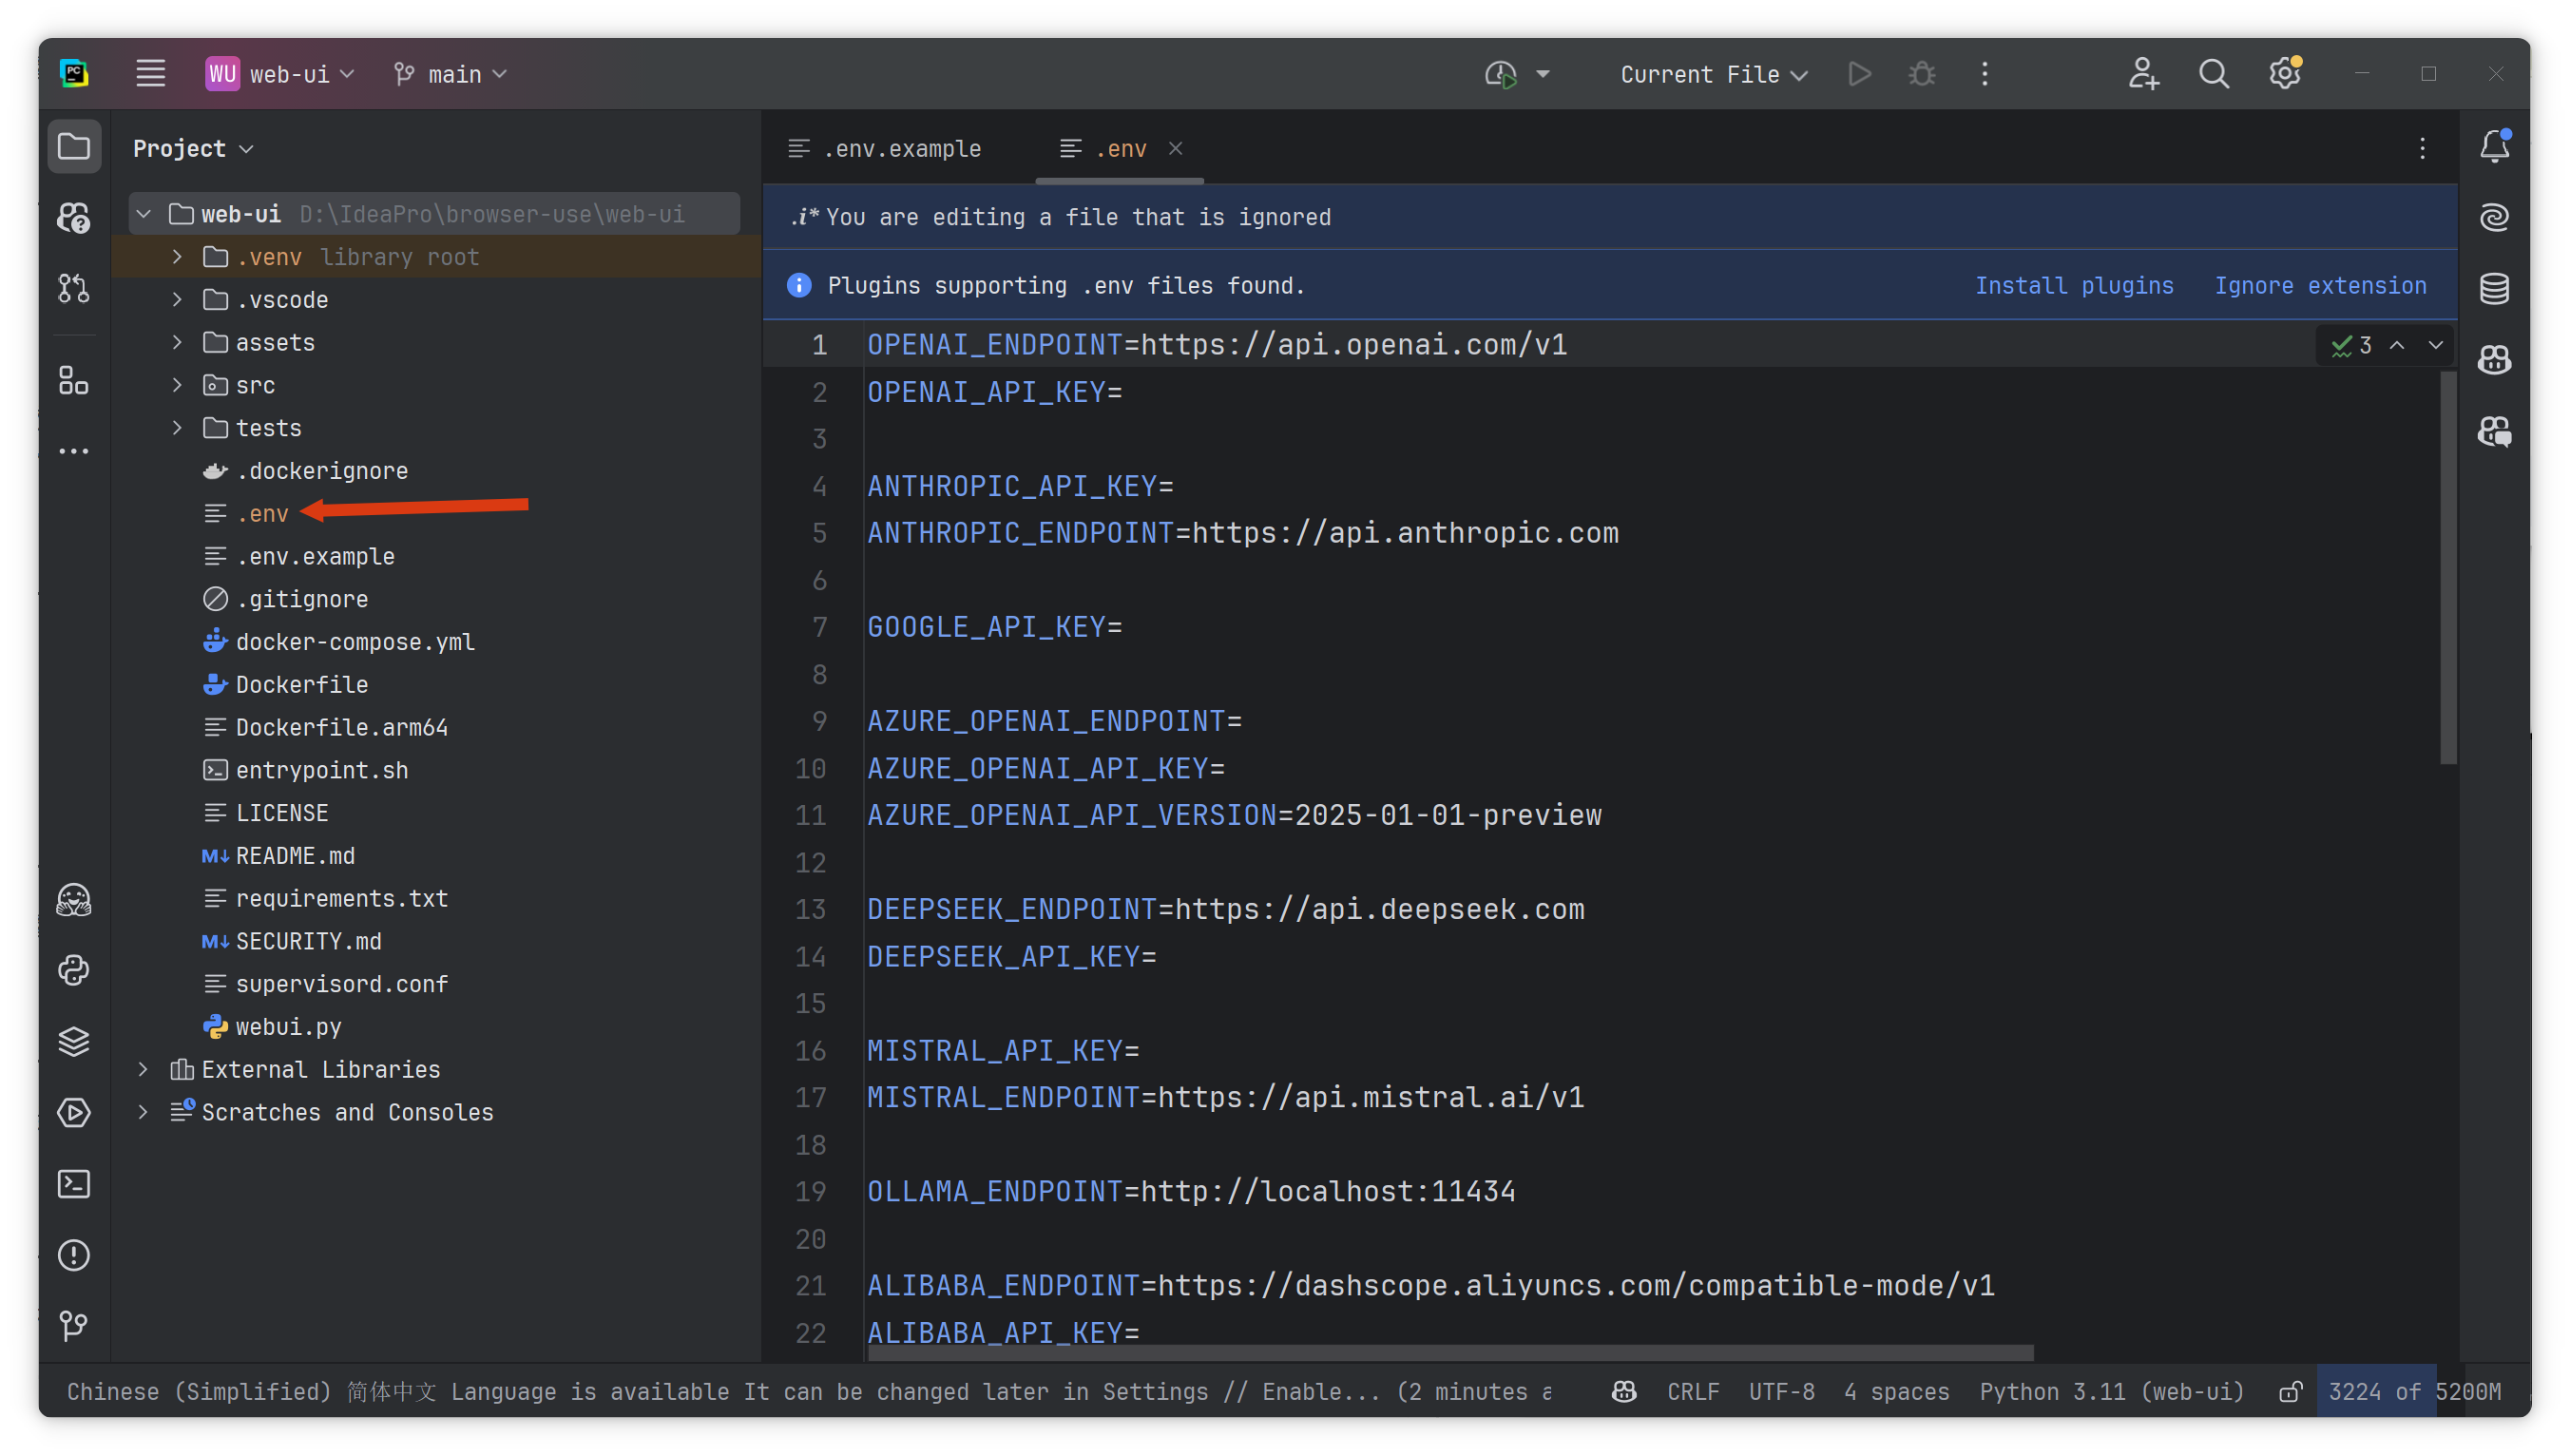 PC
WU web-ui
main
Current File
Project
.env.example
.env
web-ui D:\IdeaPro\browser-use\web-ui
.venv library root
.vscode
assets
src
tests
.dockerignore
.env
.env.example
.gitignore
docker-compose.yml
Dockerfile
Dockerfile.arm64
entrypoint.sh
LICENSE
README.md
requirements.txt
SECURITY.md
supervisord.conf
webui.py
External Libraries
Scratches and Consoles
.i* You are editing a file that is ignored
Plugins supporting .env files found. Install plugins Ignore extension
3
1 OPENAI_ENDPOINT=https://api.openai.com/v1
2 OPENAI_API_KEY=
3
4 ANTHROPIC_API_KEY=
5 ANTHROPIC_ENDPOINT=https://api.anthropic.com
6
7 GOOGLE_API_KEY=
8
9 AZURE_OPENAI_ENDPOINT=
10 AZURE_OPENAI_API_KEY=
11 AZURE_OPENAI_API_VERSION=2025-01-01-preview
12
13 DEEPSEEK_ENDPOINT=https://api.deepseek.com
14 DEEPSEEK_API_KEY=
15
16 MISTRAL_API_KEY=
17 MISTRAL_ENDPOINT=https://api.mistral.ai/v1
18
19 OLLAMA_ENDPOINT=http://localhost:11434
20
21 ALIBABA_ENDPOINT=https://dashscope.aliyuncs.com/compatible-mode/v1
22 ALIBABA_API_KEY=
Chinese (Simplified) 简体中文 Language is available It can be changed later in Settings // Enable... (2 minutes a
CRLF UTF-8 4 spaces Python 3.11 (web-ui) 3224 of 5200M